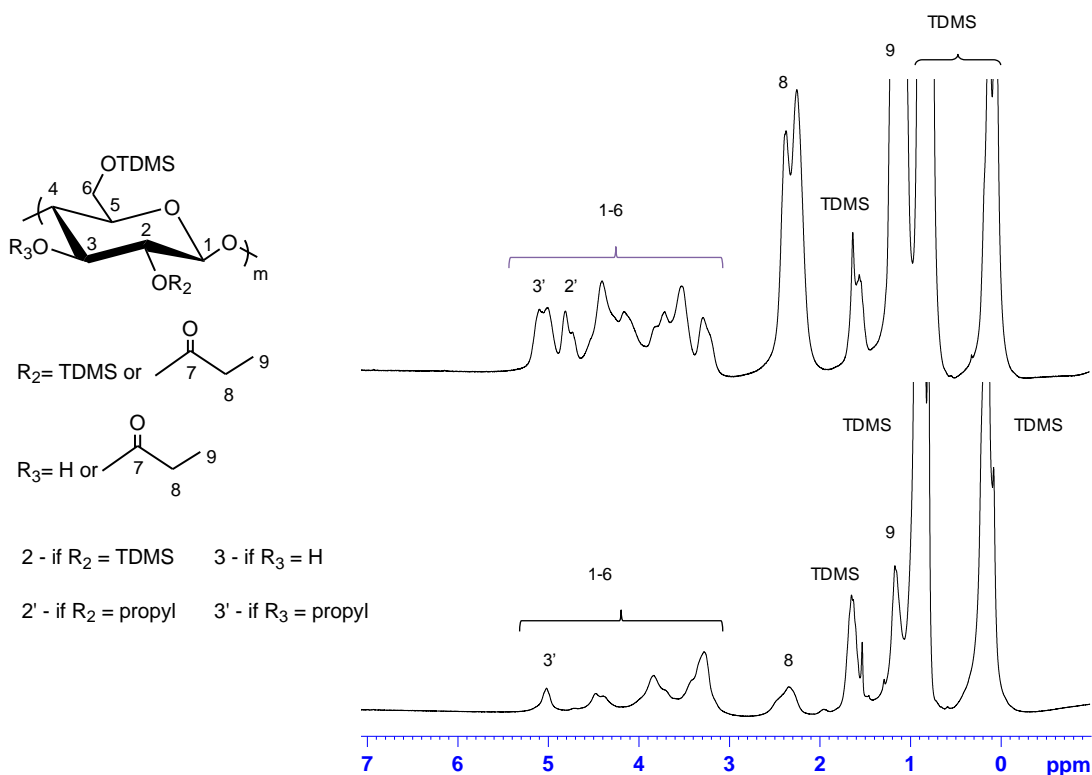 OTDMS
6
4
5
O
2
1
O
R3O
3
OR2
m
O
R2= TDMS or
7
9
8
O
R3= H or
7
9
8
2 - if R2 = TDMS 3 - if R3 = H
2' - if R2 = propyl 3' - if R3 = propyl
TDMS
9
8
TDMS
1-6
3’ 2’
TDMS TDMS
9
1-6 TDMS
3’ 8
7 6 5 4 3 2 1 0 ppm